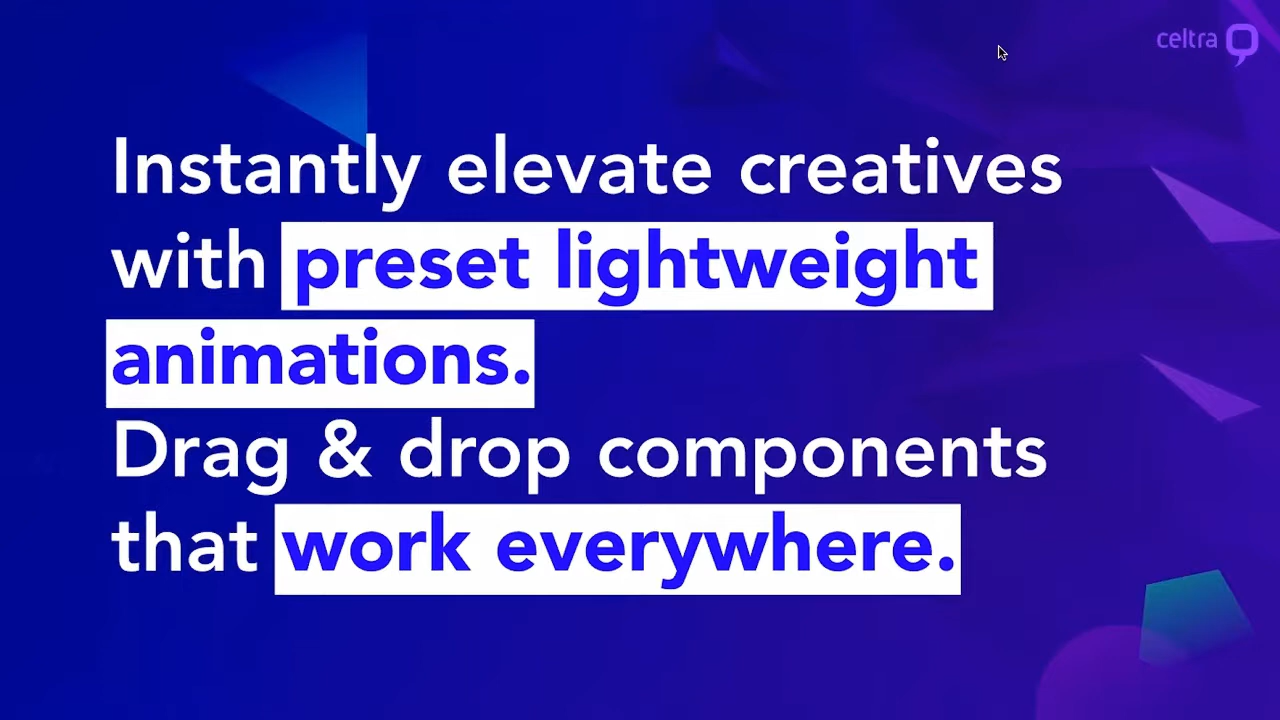 celtra
Instantly elevate creatives
with preset lightweight
animations.
Drag & drop components
that work everywhere.